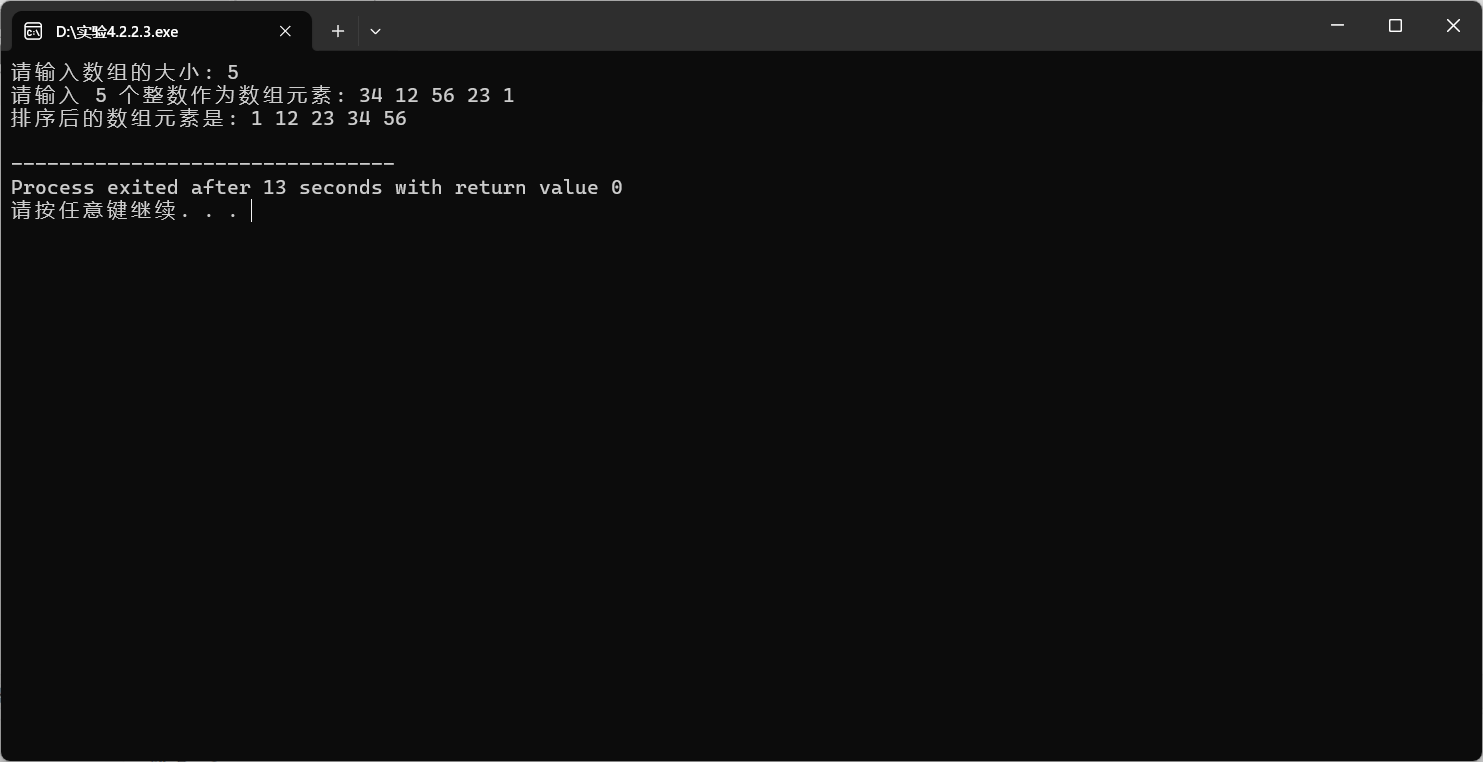 D:\实验4.2.2.3.exe
请输入数组的大小: 5
请输入 5 个整数作为数组元素: 34 12 56 23 1
排序后的数组元素是: 1 12 23 34 56
--------------------------------
Process exited after 13 seconds with return value 0
请按任意键继续. . .